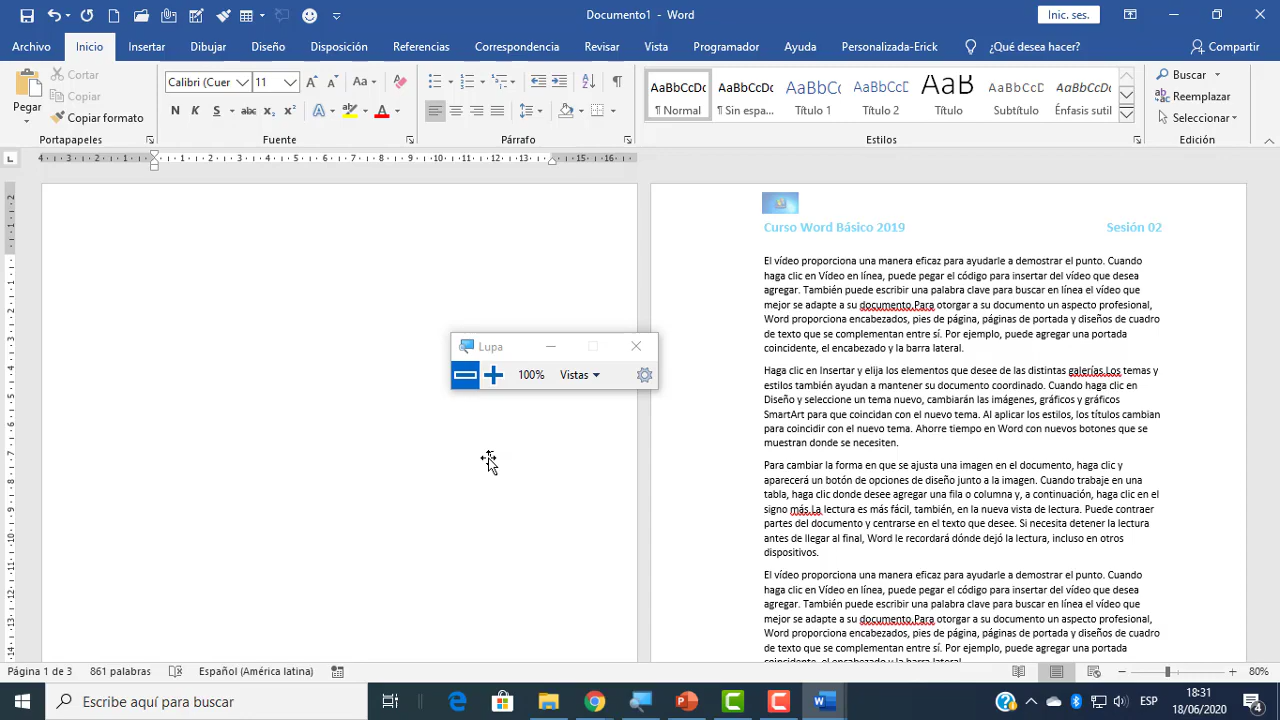 Documento1 - Word
Inic. ses.
Archivo Inicio Insertar Dibujar Diseño Disposición Referencias Correspondencia Revisar Vista Programador Ayuda Personalizada-Erick ¿Qué desea hacer? Compartir
Pegar
Cortar
Copiar
Copiar formato
Portapapeles
Calibri (Cuer 11
Aa
N K S abc x₂ x²
A A
Fuente
Párrafo
AaBbCcDc AaBbCcDc AaBbCc AaBbCcD AaB AaBbCcD AaBbCcDc
¶ Normal ¶ Sin espa... Título 1 Título 2 Título Subtítulo Énfasis sutil
Estilos
Buscar
Reemplazar
Seleccionar
Edición
Curso Word Básico 2019 Sesión 02
El vídeo proporciona una manera eficaz para ayudarle a demostrar el punto. Cuando
haga clic en Vídeo en línea, puede pegar el código para insertar del vídeo que desea
agregar. También puede escribir una palabra clave para buscar en línea el vídeo que
mejor se adapte a su documento.Para otorgar a su documento un aspecto profesional,
Word proporciona encabezados, pies de página, páginas de portada y diseños de cuadro
de texto que se complementan entre sí. Por ejemplo, puede agregar una portada
coincidente, el encabezado y la barra lateral.
Haga clic en Insertar y elija los elementos que desee de las distintas galerías.Los temas y
estilos también ayudan a mantener su documento coordinado. Cuando haga clic en
Diseño y seleccione un tema nuevo, cambiarán las imágenes, gráficos y gráficos
SmartArt para que coincidan con el nuevo tema. Al aplicar los estilos, los títulos cambian
para coincidir con el nuevo tema. Ahorre tiempo en Word con nuevos botones que se
muestran donde se necesiten.
Para cambiar la forma en que se ajusta una imagen en el documento, haga clic y
aparecerá un botón de opciones de diseño junto a la imagen. Cuando trabaje en una
tabla, haga clic donde desee agregar una fila o columna y, a continuación, haga clic en el
signo más.La lectura es más fácil, también, en la nueva vista de lectura. Puede contraer
partes del documento y centrarse en el texto que desee. Si necesita detener la lectura
antes de llegar al final, Word le recordará dónde dejó la lectura, incluso en otros
dispositivos.
El vídeo proporciona una manera eficaz para ayudarle a demostrar el punto. Cuando
haga clic en Vídeo en línea, puede pegar el código para insertar del vídeo que desea
agregar. También puede escribir una palabra clave para buscar en línea el vídeo que
mejor se adapte a su documento.Para otorgar a su documento un aspecto profesional,
Word proporciona encabezados, pies de página, páginas de portada y diseños de cuadro
de texto que se complementan entre sí. Por ejemplo, puede agregar una portada
coincidente, el encabezado y la barra lateral.
Lupa
100% Vistas
Página 1 de 3 861 palabras Español (América latina) 80%
Escribe aquí para buscar
ESP
18:31
18/06/2020
4